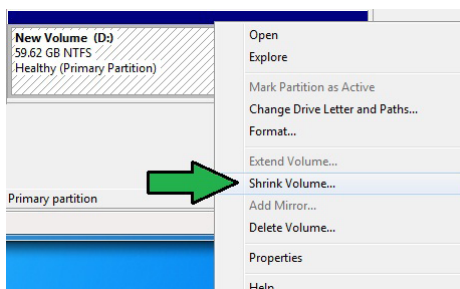 New Volume (D:)
59.62 GB NTFS
Healthy (Primary Partition)
Primary partition
Open
Explore
Mark Partition as Active
Change Drive Letter and Paths...
Format...
Extend Volume...
Shrink Volume...
Add Mirror...
Delete Volume...
Properties
Help